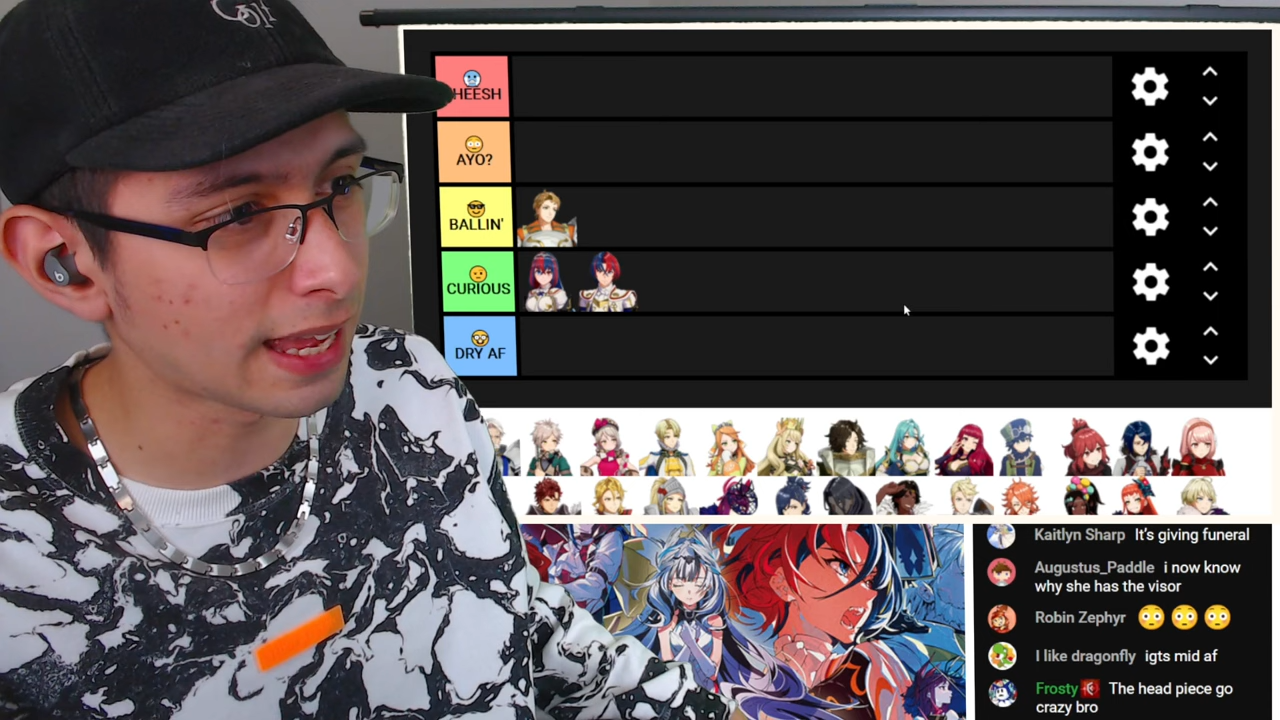 Golf
HEESH
AYO?
BALLIN'
CURIOUS
DRY AF
Kaitlyn Sharp It's giving funeral
Augustus_Paddle i now know
why she has the visor
Robin Zephyr 😳 😳 😳
I like dragonfly igts mid af
Frosty The head piece go
crazy bro